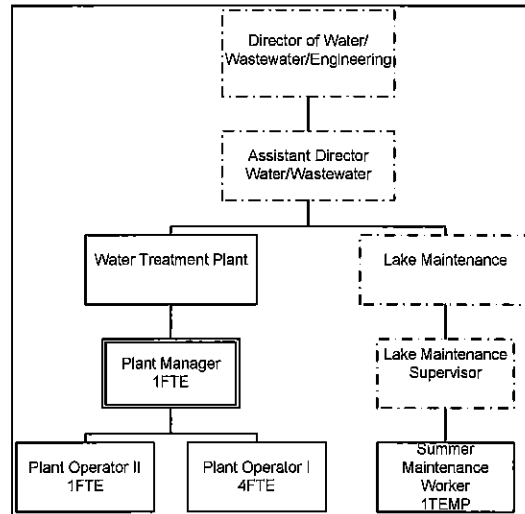 Director of Water/
Wastewater/Engineering
Assistant Director
Water/Wastewater
Water Treatment Plant
Lake Maintenance
Plant Manager
1FTE
Lake Maintenance
Supervisor
Plant Operator II
1FTE
Plant Operator I
4FTE
Summer
Maintenance
Worker
1TEMP